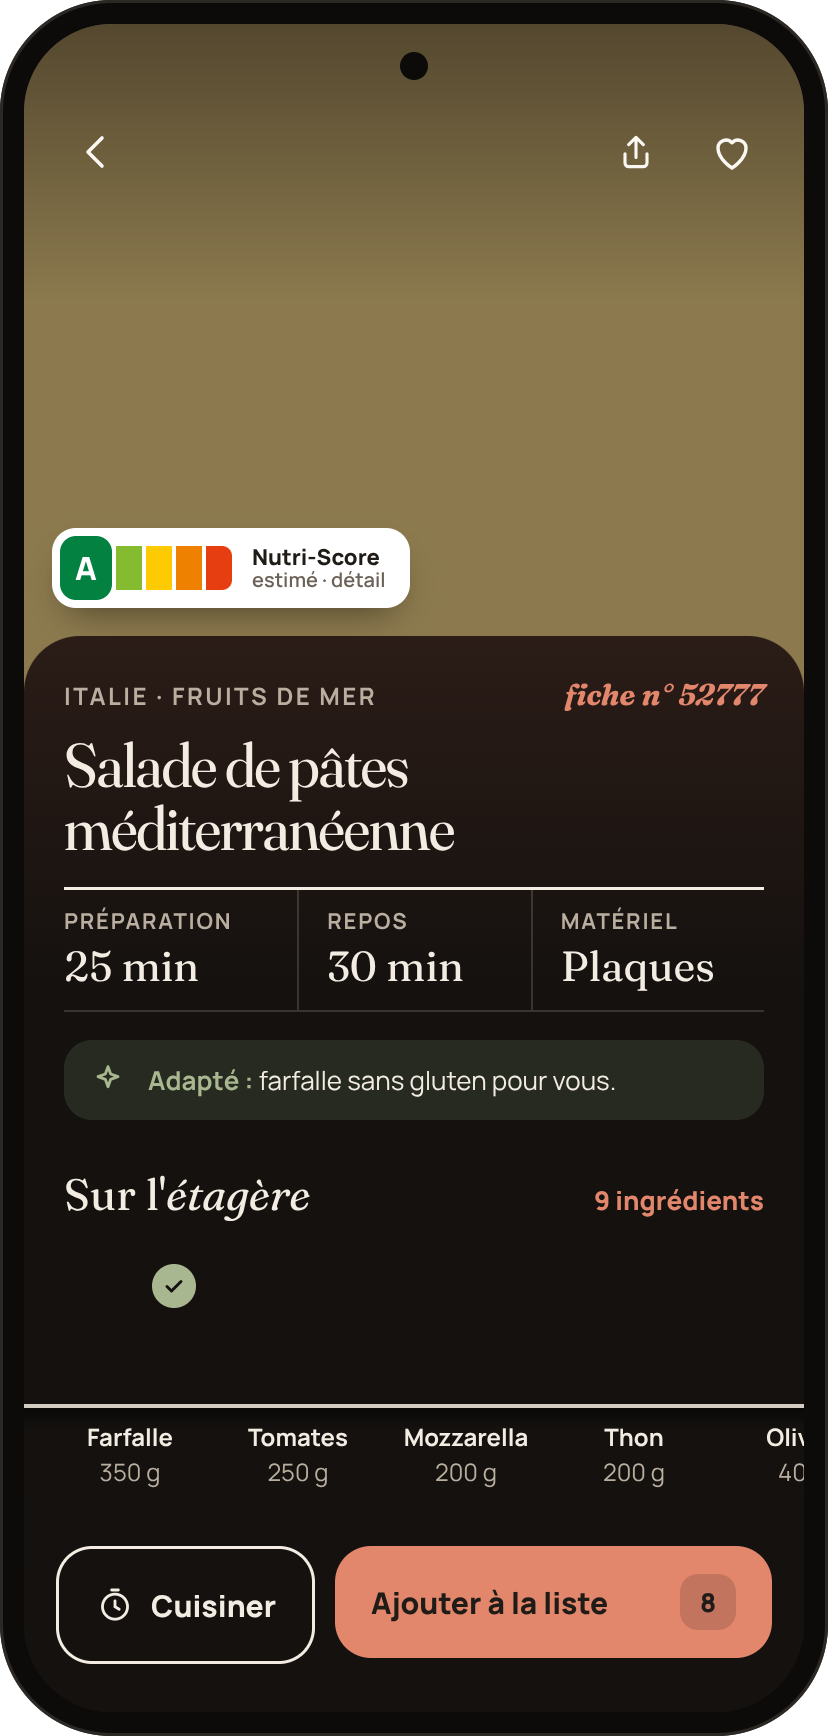 A
Nutri-Score
estimé · détail
ITALIE · FRUITS DE MER
fiche n° 52777
Salade de pâtes
méditerranéenne
PRÉPARATION
25 min
REPOS
30 min
MATÉRIEL
Plaques
Adapté : farfalle sans gluten pour vous.
Sur l'étagère
9 ingrédients
Farfalle
350 g
Tomates
250 g
Mozzarella
200 g
Thon
200 g
Cuisiner
Ajouter à la liste
8